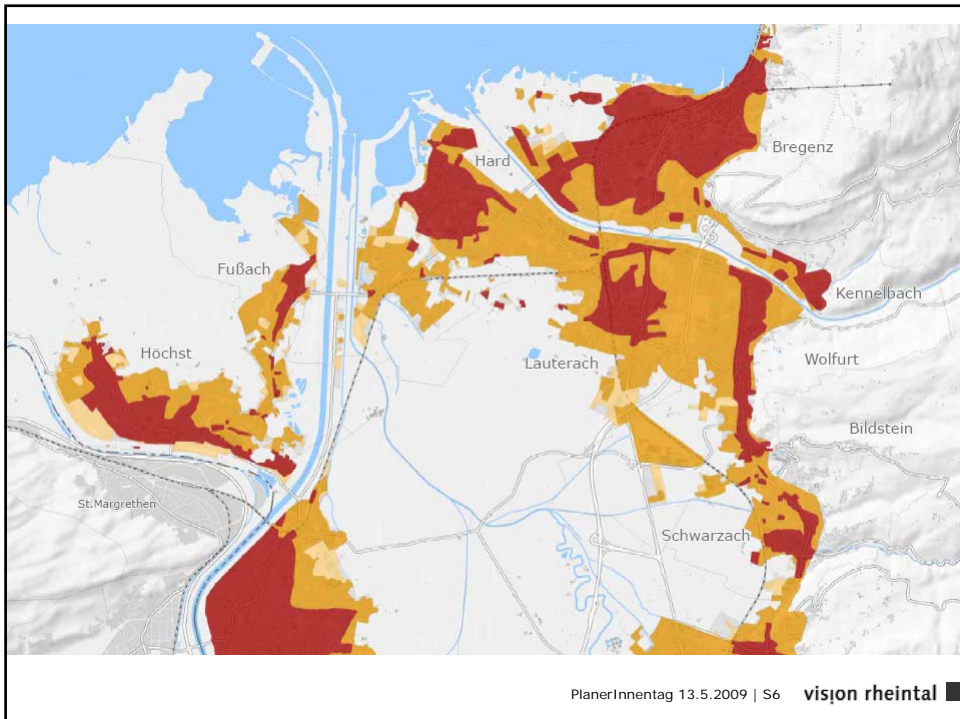 Bregenz
Hard
Fußach
Kennelbach
Höchst
Lauterach
Wolfurt
Bildstein
St.Margrethen
Schwarzach
PlanerInnentag 13.5.2009 | S6 vision rheintal